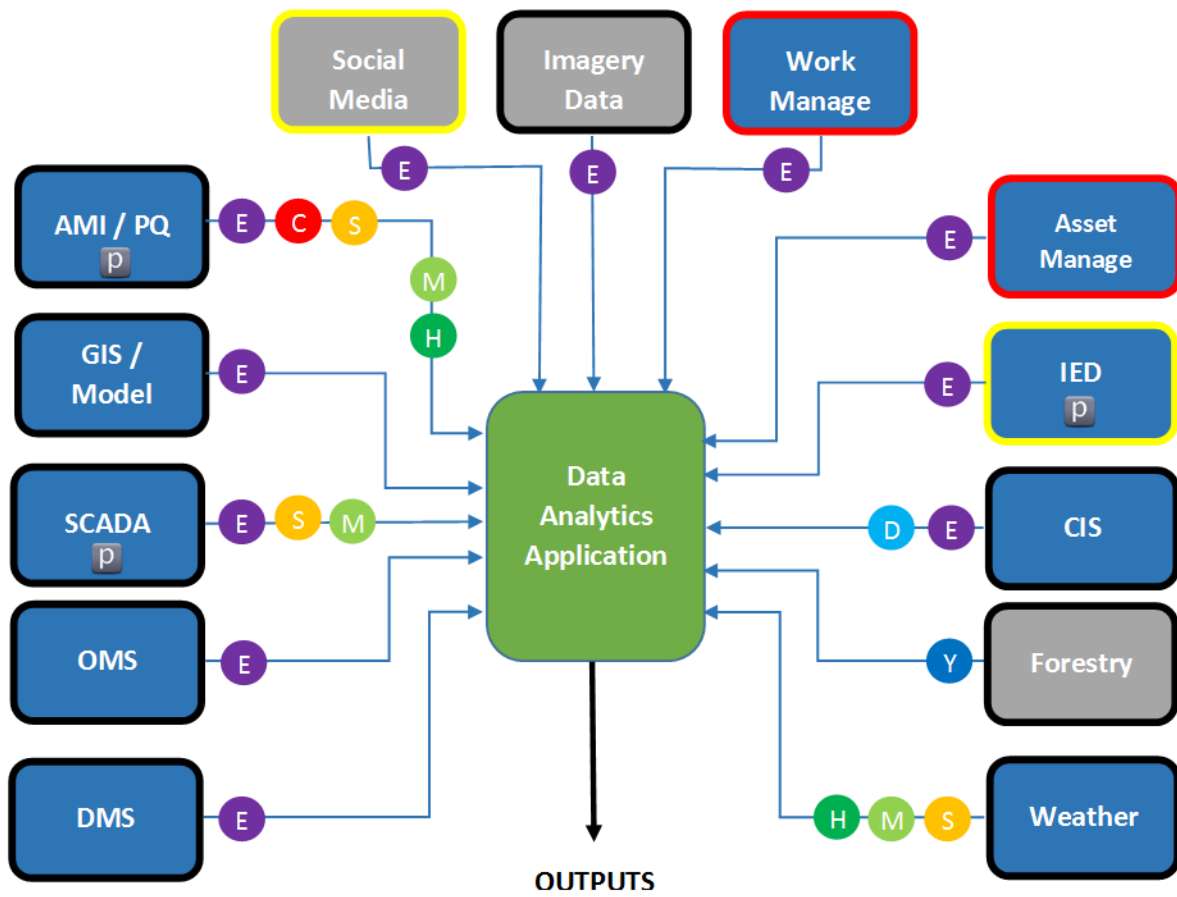 Social
Media
E
Imagery
Data
E
Work
Manage
E
AMI / PQ
p
E C S
M
H
GIS /
Model
E
SCADA
p
E S M
OMS
E
DMS
E
Data
Analytics
Application
Asset
Manage
E
IED
p
E
D E CIS
Y Forestry
H M S Weather
OUTPUTS